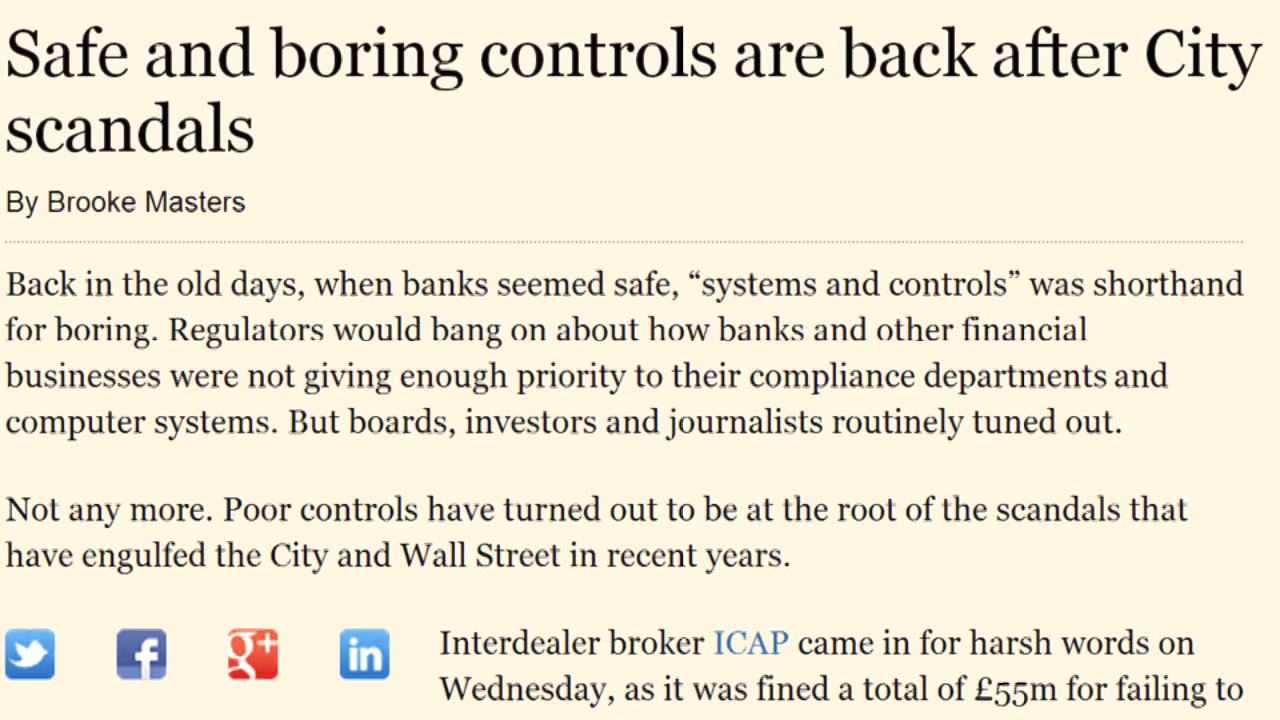 Safe and boring controls are back after City
scandals
By Brooke Masters
Back in the old days, when banks seemed safe, “systems and controls” was shorthand
for boring. Regulators would bang on about how banks and other financial
businesses were not giving enough priority to their compliance departments and
computer systems. But boards, investors and journalists routinely tuned out.
Not any more. Poor controls have turned out to be at the root of the scandals that
have engulfed the City and Wall Street in recent years.
f g+ in
Interdealer broker ICAP came in for harsh words on
Wednesday, as it was fined a total of £55m for failing to